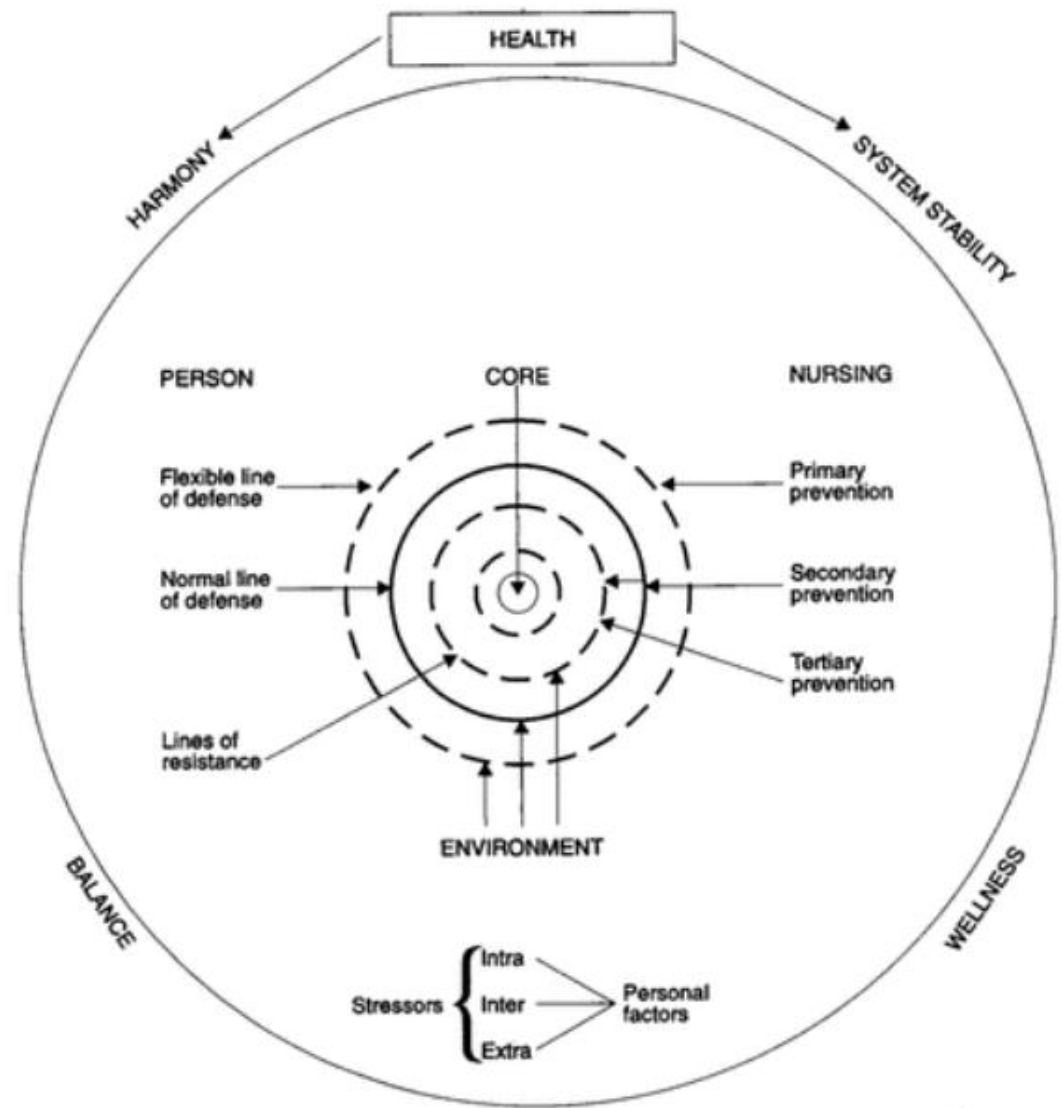 HEALTH
HARMONY
SYSTEM STABILITY
PERSON
CORE
NURSING
Flexible line
of defense
Primary
prevention
Normal line
of defense
Secondary
prevention
Tertiary
prevention
Lines of
resistance
ENVIRONMENT
BALANCE
WELLNESS
Stressors
Intra
Inter
Extra
Personal
factors